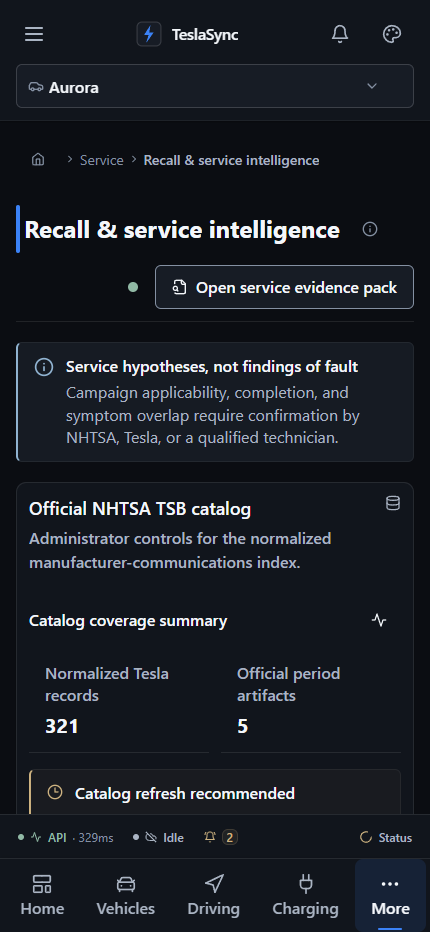 TeslaSync
Aurora
Service
Recall & service intelligence
Recall & service intelligence
Open service evidence pack
Service hypotheses, not findings of fault
Campaign applicability, completion, and
symptom overlap require confirmation by
NHTSA, Tesla, or a qualified technician.
Official NHTSA TSB catalog
Administrator controls for the normalized
manufacturer-communications index.
Catalog coverage summary
Normalized Tesla
records
321
Official period
artifacts
5
Catalog refresh recommended
API · 329ms
Idle
2
Status
Home
Vehicles
Driving
Charging
More